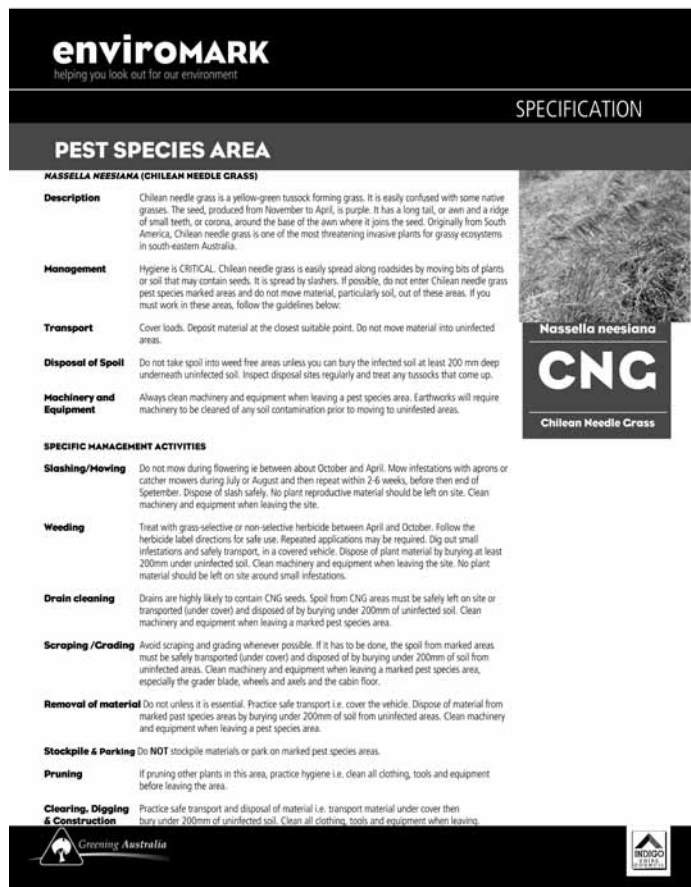 enviroMARK
helping you look out for our environment
SPECIFICATION
PEST SPECIES AREA
NASSELLA NEESIANA (CHILEAN NEEDLE GRASS)
Description Chilean needle grass is a yellow-green tussock forming grass. It is easily confused with some native
grasses. The seed, produced from November to April, is purple. It has a long tail, or awn and a ridge
of small teeth, or corona, around the base of the awn where it joins the seed. Originally from South
America, Chilean needle grass is one of the most threatening invasive plants for grassy ecosystems
in south-eastern Australia.
Management Hygiene is CRITICAL. Chilean needle grass is easily spread along roadsides by moving bits of plants
or soil that may contain seeds. It is spread by slashers. If possible, do not enter Chilean needle grass
pest species marked areas and do not move material, particularly soil, out of these areas. If you
must work in these areas, follow the guidelines below:
Transport Cover loads. Deposit material at the closest suitable point. Do not move material into uninfected
areas.
Disposal of Spoil Do not take spoil into weed free areas unless you can bury the infected soil at least 200 mm deep
underneath uninfected soil. Inspect disposal sites regularly and treat any tussocks that come up.
Machinery and Always clean machinery and equipment when leaving a pest species area. Earthworks will require
Equipment machinery to be cleaned of any soil contamination prior to moving to uninfested areas.
Nassella neesiana
CNG
Chilean Needle Grass
SPECIFIC MANAGEMENT ACTIVITIES
Slashing/Mowing Do not mow during flowering ie between about October and April. Mow infestations with aprons or
catcher mowers during July or August and then repeat within 2-6 weeks, before then end of
Spetember. Dispose of slash safely. No plant reproductive material should be left on site. Clean
machinery and equipment when leaving the site.
Weeding Treat with grass-selective or non-selective herbicide between April and October. Follow the
herbicide label directions for safe use. Repeated applications may be required. Dig out small
infestations and safely transport, in a covered vehicle. Dispose of plant material by burying at least
200mm under uninfected soil. Clean machinery and equipment when leaving the site. No plant
material should be left on site around small infestations.
Drain cleaning Drains are highly likely to contain CNG seeds. Spoil from CNG areas must be safely left on site or
transported (under cover) and disposed of by burying under 200mm of uninfected soil. Clean
machinery and equipment when leaving a marked pest species area.
Scraping /Grading Avoid scraping and grading whenever possible. If it has to be done, the spoil from marked areas
must be safely transported (under cover) and disposed of by burying under 200mm of soil from
uninfected areas. Clean machinery and equipment when leaving a marked pest species area,
especially the grader blade, wheels and axels and the cabin floor.
Removal of material Do not unless it is essential. Practice safe transport i.e. cover the vehicle. Dispose of material from
marked past species areas by burying under 200mm of soil from uninfected areas. Clean machinery
and equipment when leaving a pest species area.
Stockpile & Parking Do NOT stockpile materials or park on marked pest species areas.
Pruning If pruning other plants in this area, practice hygiene i.e. clean all clothing, tools and equipment
before leaving the area.
Clearing, Digging Practice safe transport and disposal of material i.e. transport material under cover then
& Construction bury under 200mm of uninfected soil. Clean all clothing, tools and equipment when leaving.
Greening Australia
INDIGO
SHIRE
COUNCIL